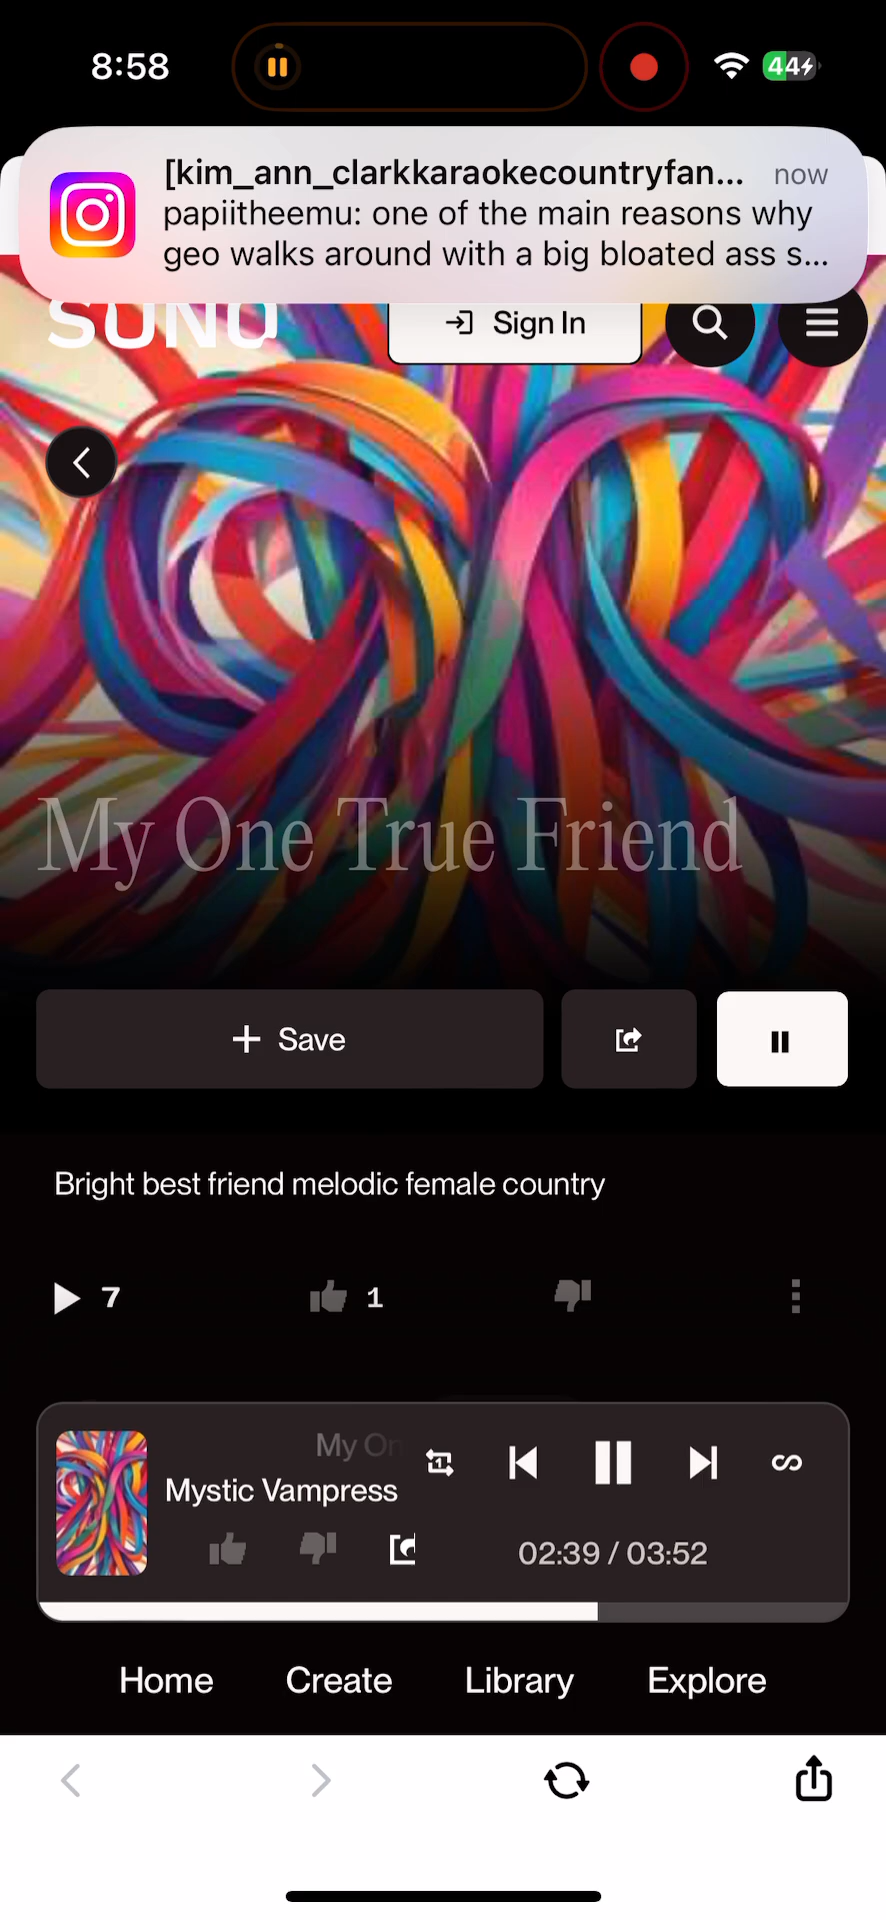 8:58
44
[kim_ann_clarkkaraokecountryfan... now
papiitheemu: one of the main reasons why
geo walks around with a big bloated ass s...
SUNO
Sign In
My One True Friend
Save
Bright best friend melodic female country
7 1
My On
Mystic Vampress
1
02:39 / 03:52
Home Create Library Explore